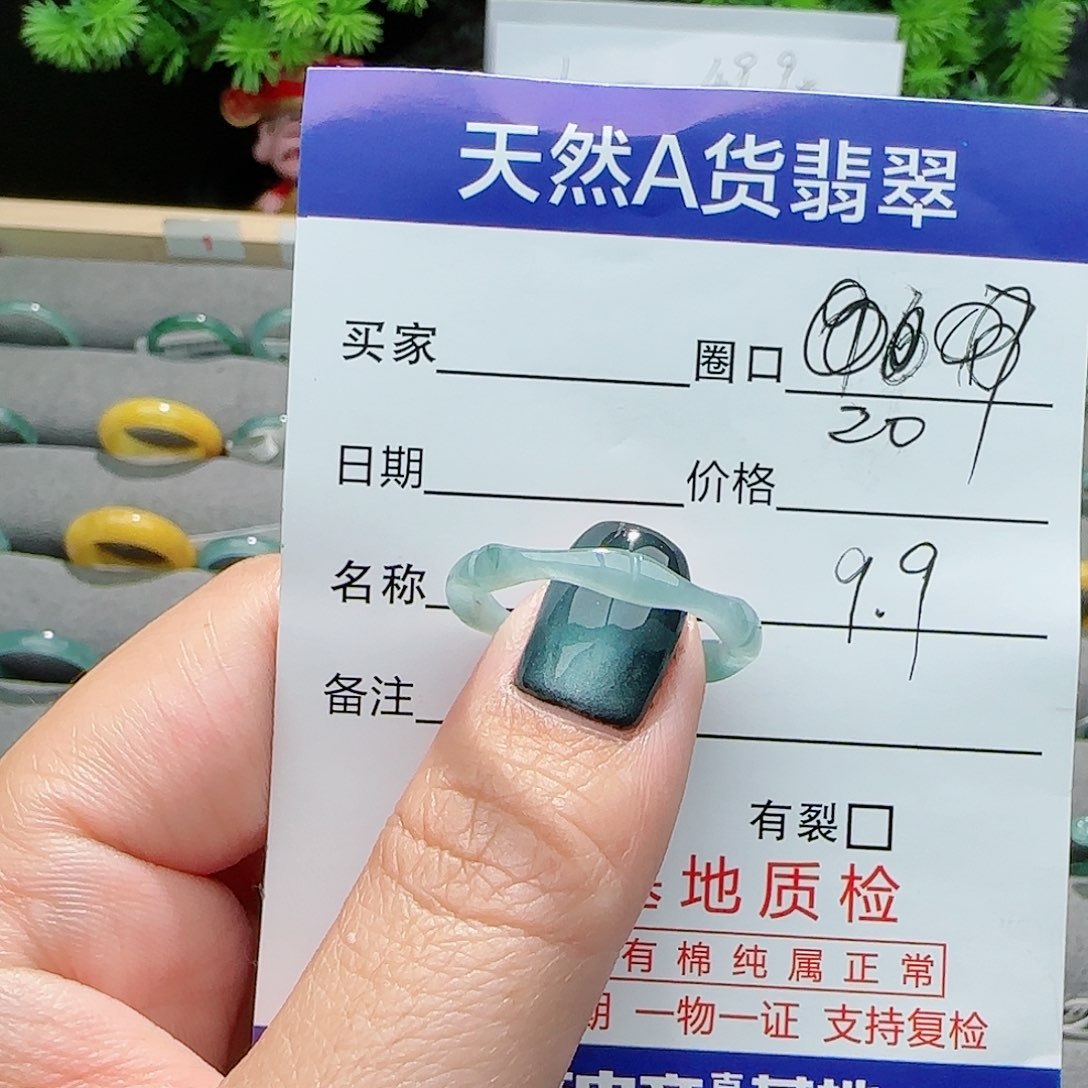 天然A货翡翠
买家 圈口
20
日期 价格
名称 9.9
备注
有裂□
地质检
有棉纯属正常
期 一物一证 支持复检